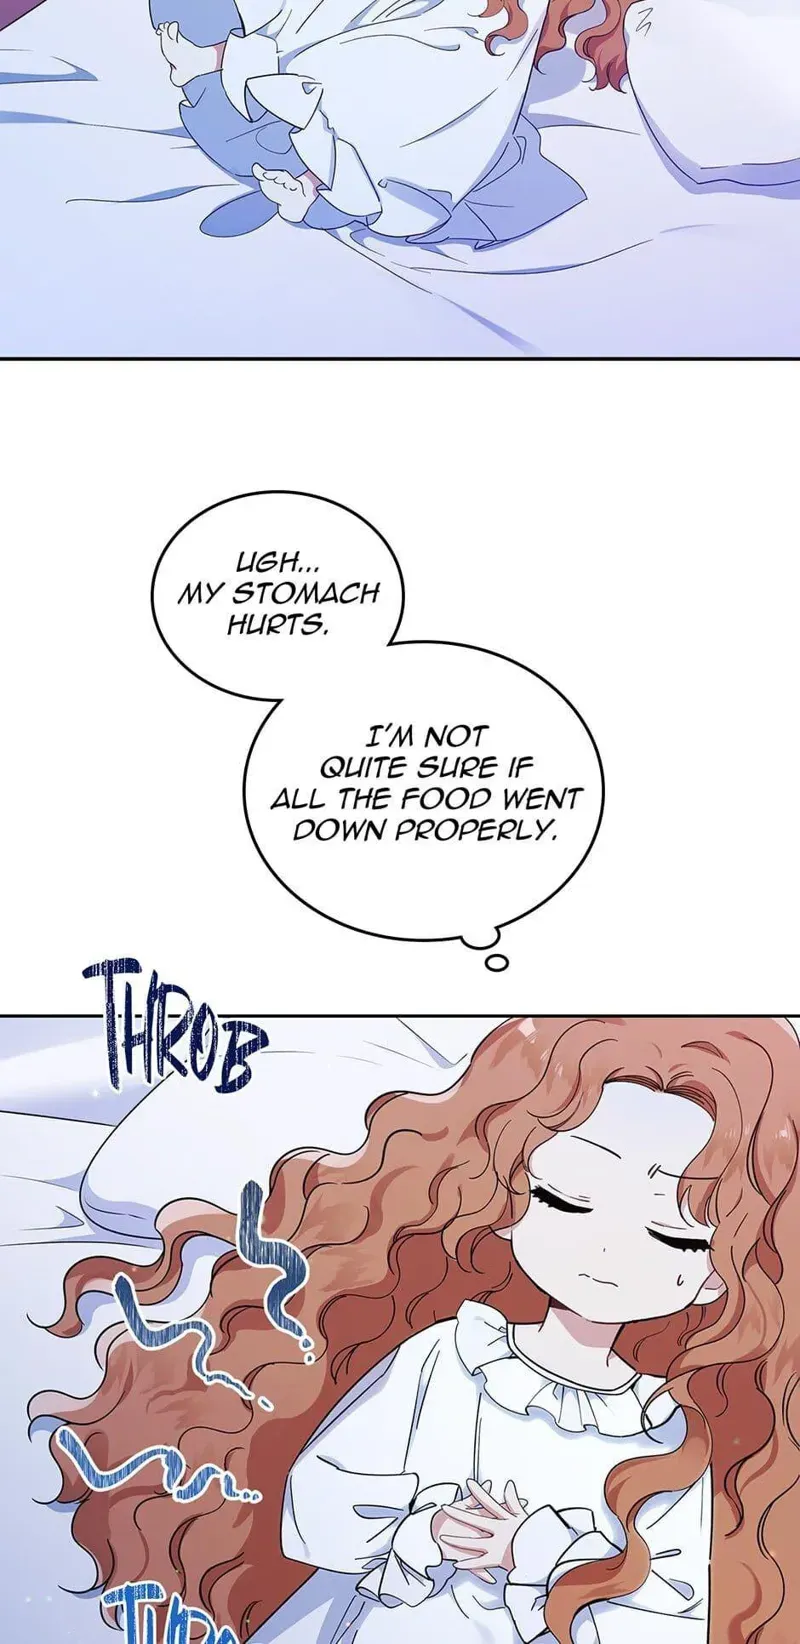 UGH...
MY STOMACH
HURTS.
I'M NOT
QUITE SURE IF
ALL THE FOOD WENT
DOWN PROPERLY.
THROB